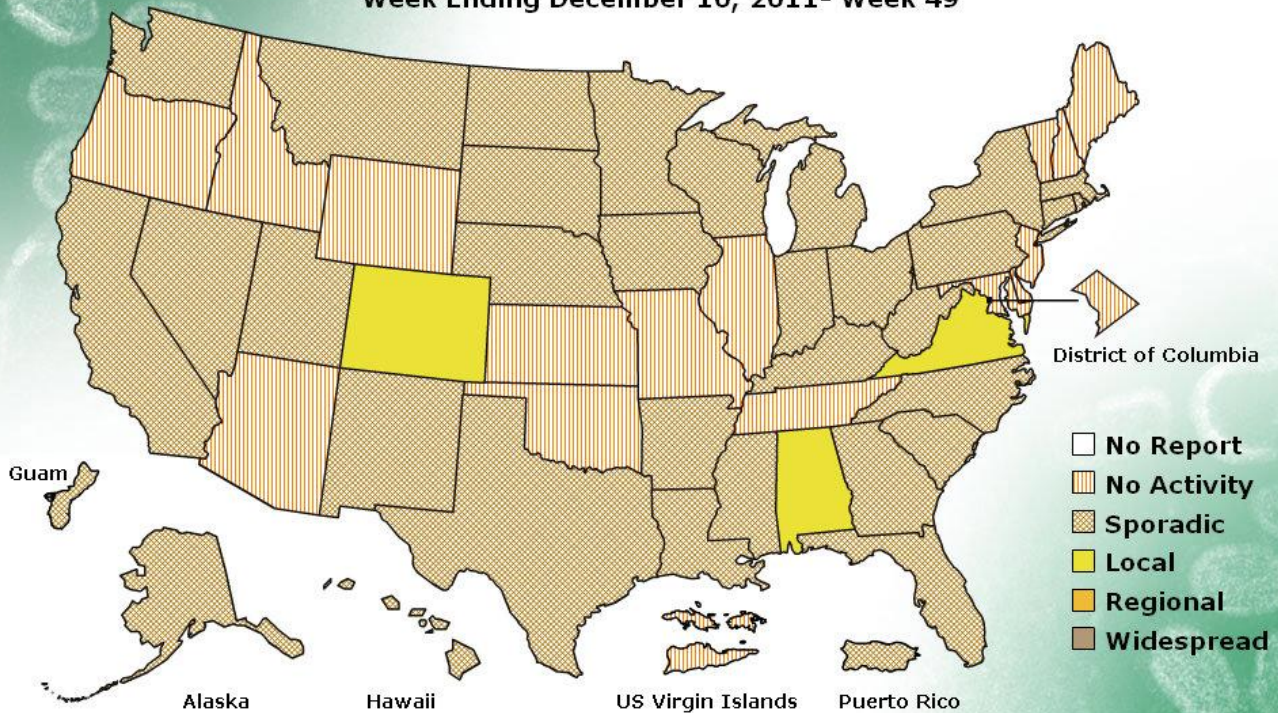 Week Ending December 10, 2011- Week 49
District of Columbia
Guam
No Report
No Activity
Sporadic
Local
Regional
Widespread
Alaska
Hawaii
US Virgin Islands
Puerto Rico